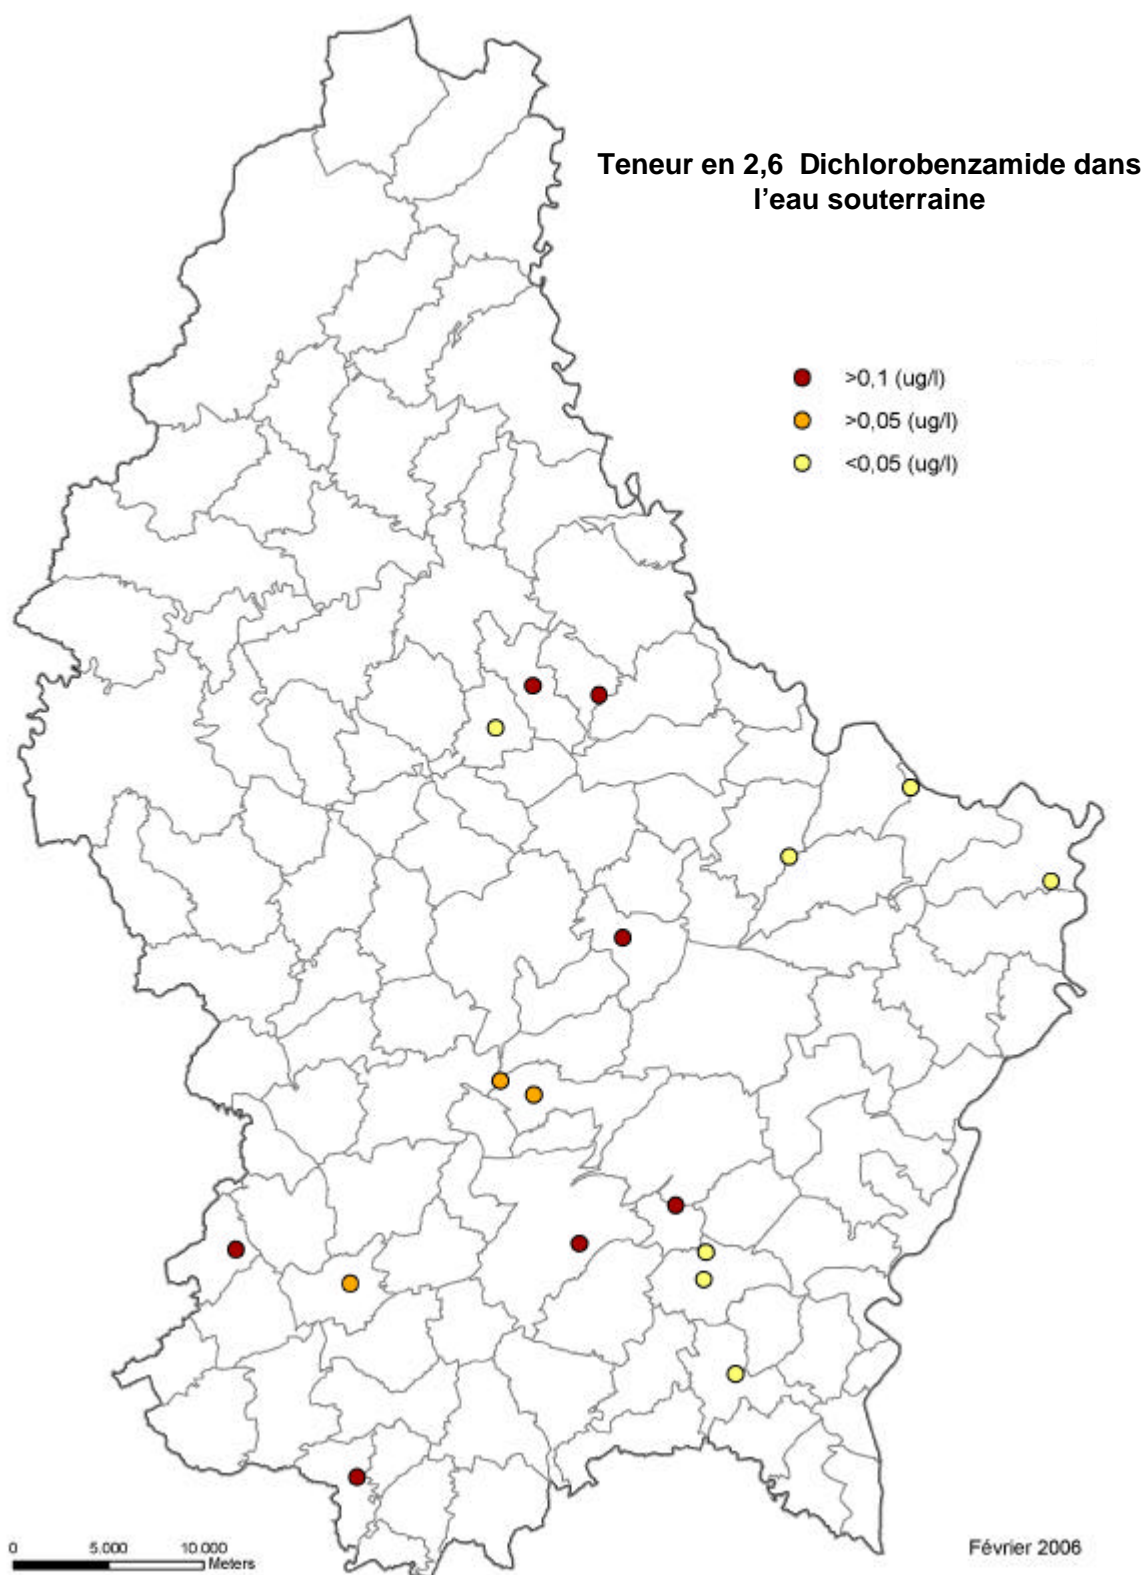 Teneur en 2,6 Dichlorobenzamide dans
l'eau souterraine
>0,1 (ug/l)
>0,05 (ug/l)
<0,05 (ug/l)
0 5.000 10.000
Meters
Février 2006